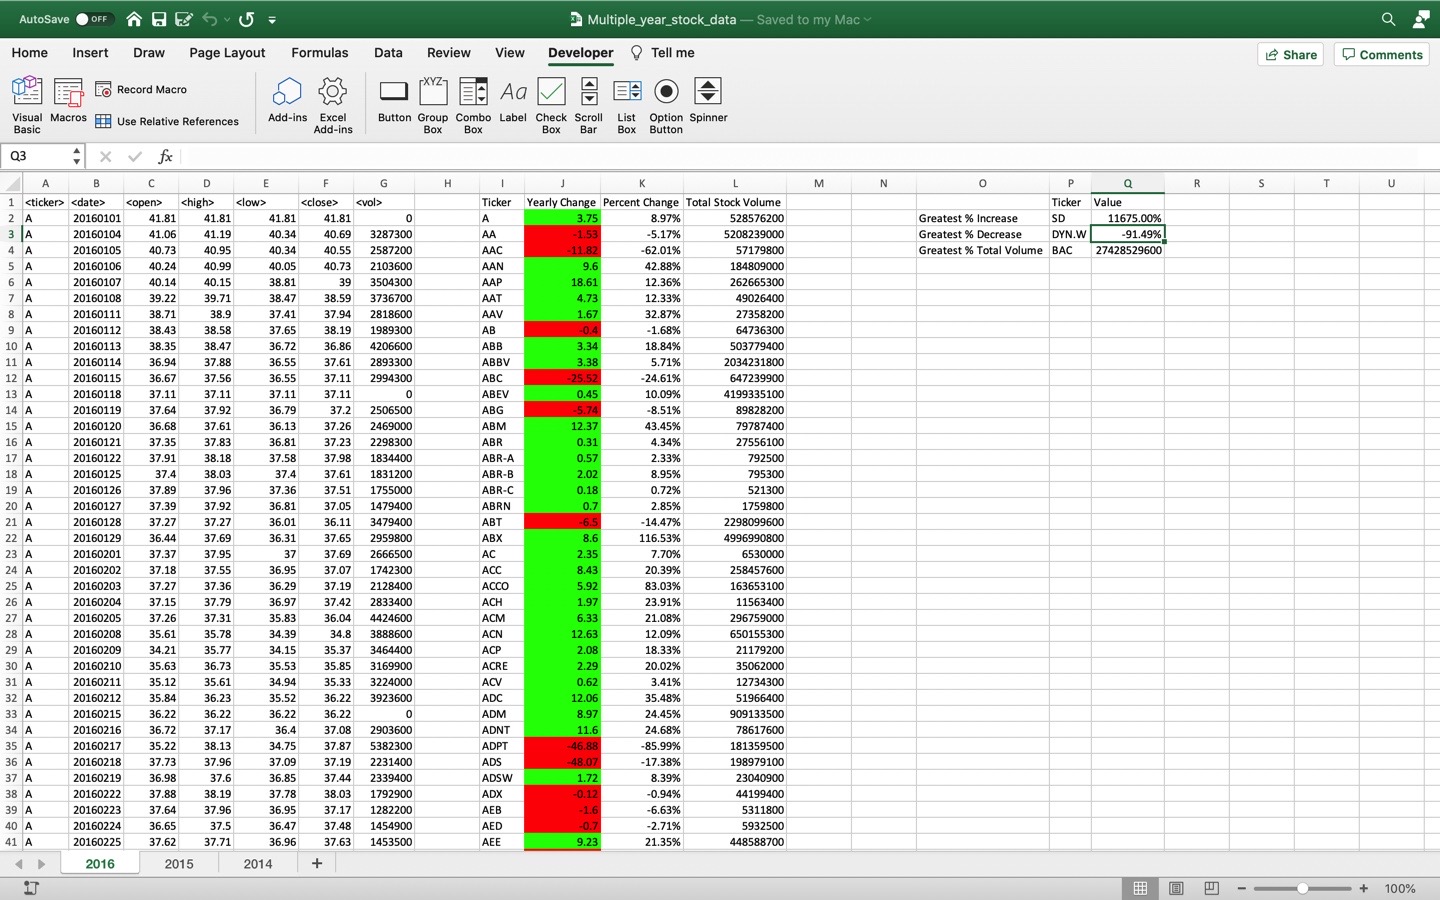 AutoSave OFF Multiple_year_stock_data — Saved to my Mac
Home Insert Draw Page Layout Formulas Data Review View Developer Tell me Share Comments
Visual Basic Macros Record Macro Use Relative References Add-ins Excel Add-ins Button Group Box Combo Box Label Check Box Scroll Bar List Box Option Button Spinner
XYZ Aa
Q3 fx
A B C D E F G H I J K L M N O P Q R S T U
1 <ticker> <date> <open> <high> <low> <close> <vol> Ticker Yearly Change Percent Change Total Stock Volume Ticker Value
2 A 20160101 41.81 41.81 41.81 41.81 0 A 3.75 8.97% 528576200 Greatest % Increase SD 11675.00%
3 A 20160104 41.06 41.19 40.34 40.69 3287300 AA -1.53 -5.17% 5208239000 Greatest % Decrease DYN.W -91.49%
4 A 20160105 40.73 40.95 40.34 40.55 2587200 AAC -11.82 -62.01% 57179800 Greatest % Total Volume BAC 27428529600
5 A 20160106 40.24 40.99 40.05 40.73 2103600 AAN 9.6 42.88% 184809000
6 A 20160107 40.14 40.15 38.81 39 3504300 AAP 18.61 12.36% 262665300
7 A 20160108 39.22 39.71 38.47 38.59 3736700 AAT 4.73 12.33% 49026400
8 A 20160111 38.71 38.9 37.41 37.94 2818600 AAV 1.67 32.87% 27358200
9 A 20160112 38.43 38.58 37.65 38.19 1989300 AB -0.4 -1.68% 64736300
10 A 20160113 38.35 38.47 36.72 36.86 4206600 ABB 3.34 18.84% 503779400
11 A 20160114 36.94 37.88 36.55 37.61 2893300 ABBV 3.38 5.71% 2034231800
12 A 20160115 36.67 37.56 36.55 37.11 2994300 ABC -25.52 -24.61% 647239900
13 A 20160118 37.11 37.11 37.11 37.11 0 ABEV 0.45 10.09% 4199335100
14 A 20160119 37.64 37.92 36.79 37.2 2506500 ABG -5.74 -8.51% 89828200
15 A 20160120 36.68 37.61 36.13 37.26 2469000 ABM 12.37 43.45% 79787400
16 A 20160121 37.35 37.83 36.81 37.23 2298300 ABR 0.31 4.34% 27556100
17 A 20160122 37.91 38.18 37.58 37.98 1834400 ABR-A 0.57 2.33% 792500
18 A 20160125 37.4 38.03 37.4 37.61 1831200 ABR-B 2.02 8.95% 795300
19 A 20160126 37.89 37.96 37.36 37.51 1755000 ABR-C 0.18 0.72% 521300
20 A 20160127 37.39 37.92 36.81 37.05 1479400 ABRN 0.7 2.85% 1759800
21 A 20160128 37.27 37.27 36.01 36.11 3479400 ABT -6.5 -14.47% 2298099600
22 A 20160129 36.44 37.69 36.31 37.65 2959800 ABX 8.6 116.53% 4996990800
23 A 20160201 37.37 37.95 37 37.69 2666500 AC 2.35 7.70% 6530000
24 A 20160202 37.18 37.55 36.95 37.07 1742300 ACC 8.43 20.39% 258457600
25 A 20160203 37.27 37.36 36.29 37.19 2128400 ACCO 5.92 83.03% 163653100
26 A 20160204 37.15 37.79 36.97 37.42 2833400 ACH 1.97 23.91% 11563400
27 A 20160205 37.26 37.31 35.83 36.04 4424600 ACM 6.33 21.08% 296759000
28 A 20160208 35.61 35.78 34.39 34.8 3888600 ACN 12.63 12.09% 650155300
29 A 20160209 34.21 35.77 34.15 35.37 3464400 ACP 2.08 18.33% 21179200
30 A 20160210 35.63 36.73 35.53 35.85 3169900 ACRE 2.29 20.02% 35062000
31 A 20160211 35.12 35.61 34.94 35.33 3224000 ACV 0.62 3.41% 12734300
32 A 20160212 35.84 36.23 35.52 36.22 3923600 ADC 12.06 35.48% 51966400
33 A 20160215 36.22 36.22 36.22 36.22 0 ADM 8.97 24.45% 909133500
34 A 20160216 36.72 37.17 36.4 37.08 2903600 ADNT 11.6 24.68% 78617600
35 A 20160217 35.22 38.13 34.75 37.87 5382300 ADPT -46.88 -85.99% 181359500
36 A 20160218 37.73 37.96 37.09 37.19 2231400 ADS -48.07 -17.38% 198979100
37 A 20160219 36.98 37.6 36.85 37.44 2339400 ADSW 1.72 8.39% 23040900
38 A 20160222 37.88 38.19 37.78 38.03 1792900 ADX -0.12 -0.94% 44199400
39 A 20160223 37.64 37.96 36.95 37.17 1282200 AEB -1.6 -6.63% 5311800
40 A 20160224 36.65 37.5 36.47 37.48 1454900 AED -0.7 -2.71% 5932500
41 A 20160225 37.62 37.71 36.96 37.63 1453500 AEE 9.23 21.35% 448588700
2016 2015 2014 +
100%